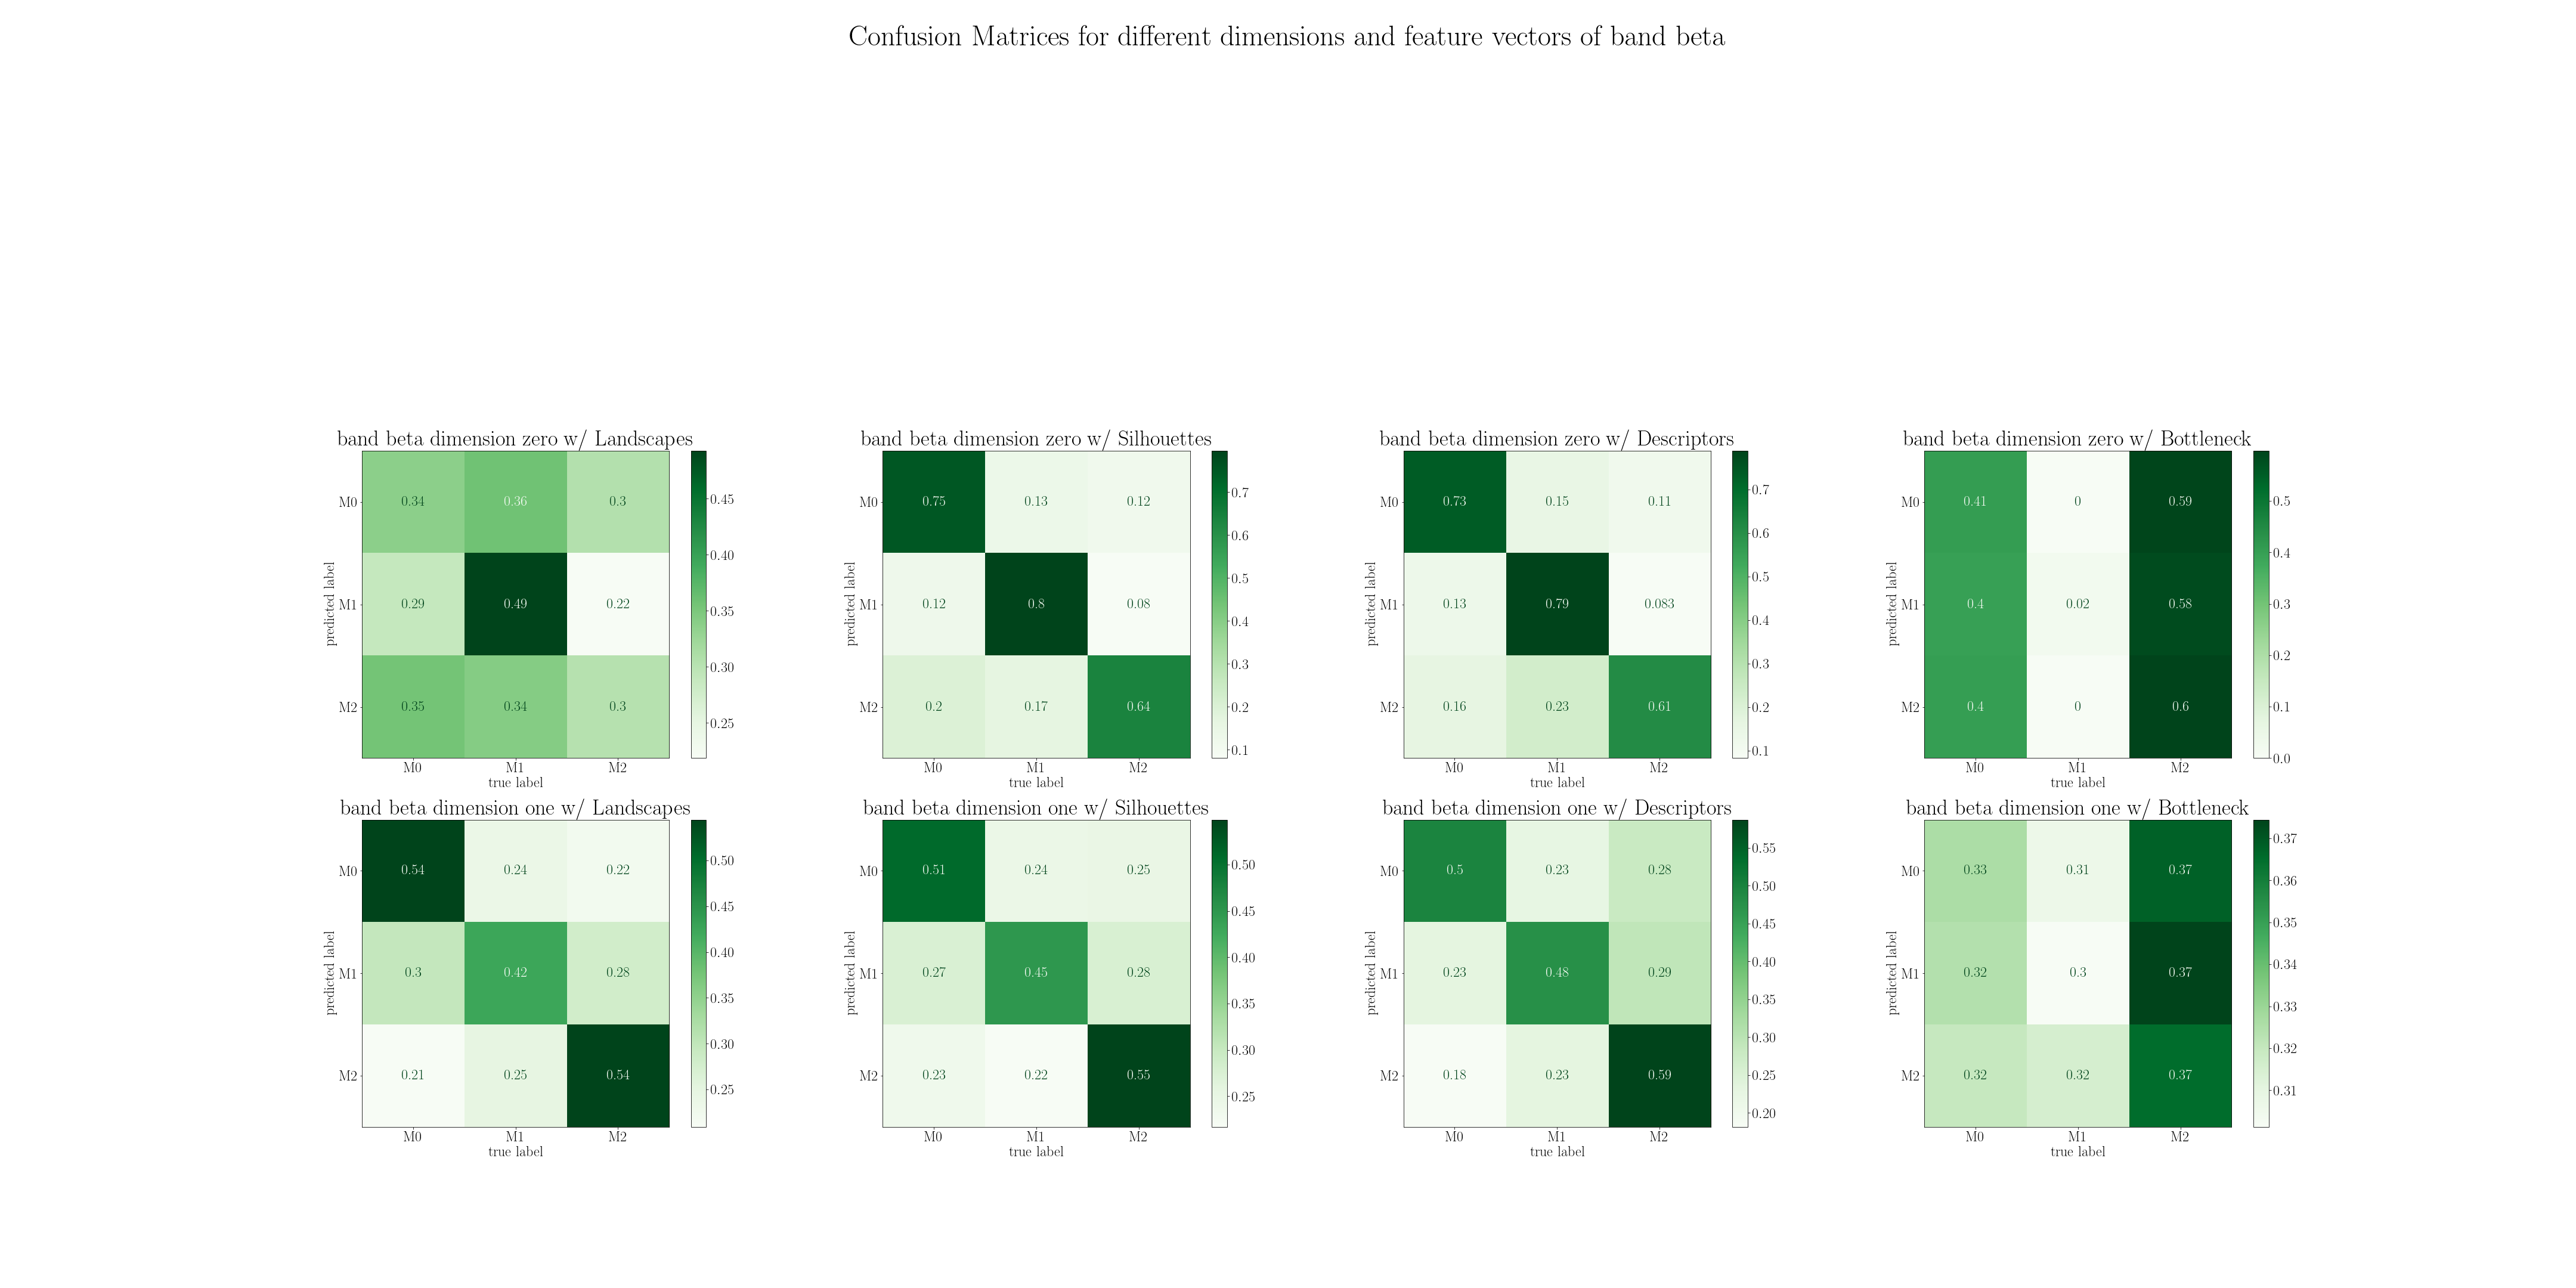 Confusion Matrices for different dimensions and feature vectors of band beta
band beta dimension zero w/ Landscapes
predicted label
M0
0.34 0.36 0.3
M1
0.29 0.49 0.22
M2
0.35 0.34 0.3
M0 M1 M2
true label
0.45
0.40
0.35
0.30
0.25
band beta dimension zero w/ Silhouettes
predicted label
M0
0.75 0.13 0.12
M1
0.12 0.8 0.08
M2
0.2 0.17 0.64
M0 M1 M2
true label
0.7
0.6
0.5
0.4
0.3
0.2
0.1
band beta dimension zero w/ Descriptors
predicted label
M0
0.73 0.15 0.11
M1
0.13 0.79 0.083
M2
0.16 0.23 0.61
M0 M1 M2
true label
0.7
0.6
0.5
0.4
0.3
0.2
0.1
band beta dimension zero w/ Bottleneck
predicted label
M0
0.41 0 0.59
M1
0.4 0.02 0.58
M2
0.4 0 0.6
M0 M1 M2
true label
0.5
0.4
0.3
0.2
0.1
0.0
band beta dimension one w/ Landscapes
predicted label
M0
0.54 0.24 0.22
M1
0.3 0.42 0.28
M2
0.21 0.25 0.54
M0 M1 M2
true label
0.50
0.45
0.40
0.35
0.30
0.25
band beta dimension one w/ Silhouettes
predicted label
M0
0.51 0.24 0.25
M1
0.27 0.45 0.28
M2
0.23 0.22 0.55
M0 M1 M2
true label
0.50
0.45
0.40
0.35
0.30
0.25
band beta dimension one w/ Descriptors
predicted label
M0
0.5 0.23 0.28
M1
0.23 0.48 0.29
M2
0.18 0.23 0.59
M0 M1 M2
true label
0.55
0.50
0.45
0.40
0.35
0.30
0.25
0.20
band beta dimension one w/ Bottleneck
predicted label
M0
0.33 0.31 0.37
M1
0.32 0.3 0.37
M2
0.32 0.32 0.37
M0 M1 M2
true label
0.37
0.36
0.35
0.34
0.33
0.32
0.31